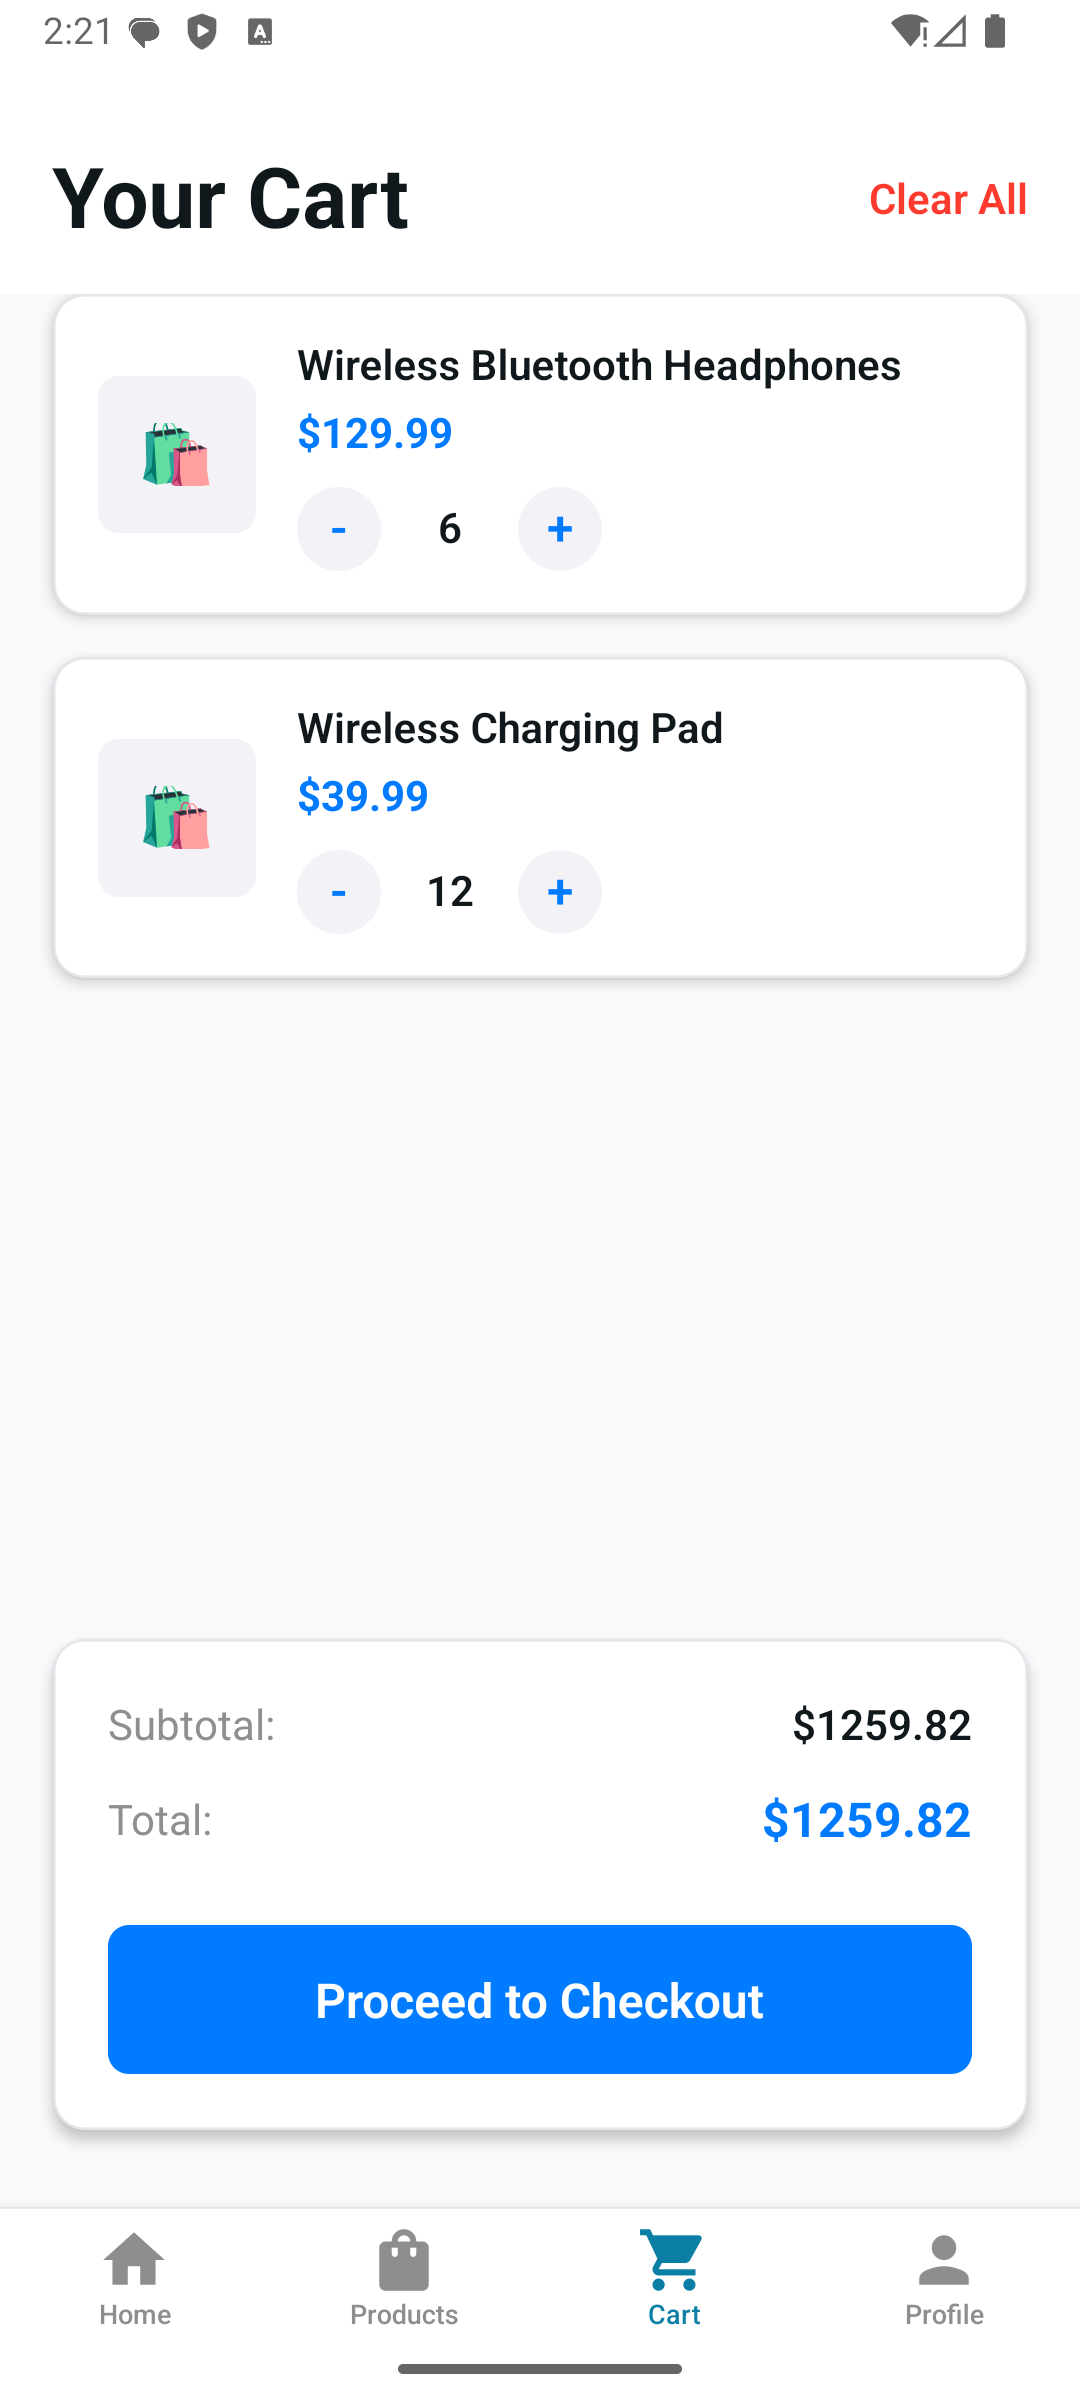 2:21
Your Cart
Clear All
Wireless Bluetooth Headphones
$129.99
- 6 +
Wireless Charging Pad
$39.99
- 12 +
Subtotal: $1259.82
Total: $1259.82
Proceed to Checkout
Home Products Cart Profile